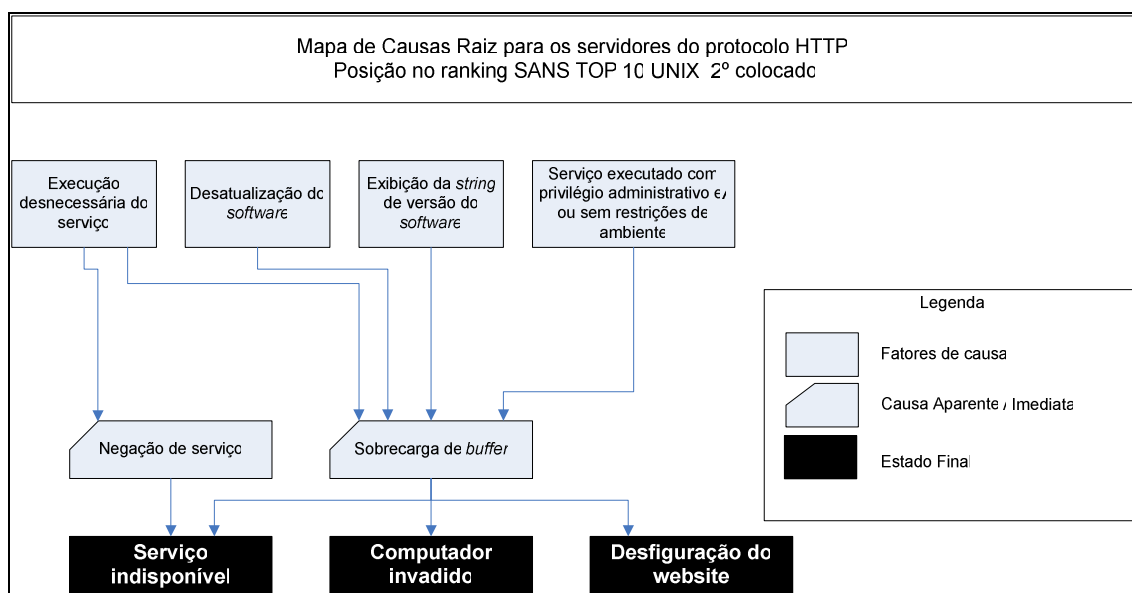 Mapa de Causas Raiz para os servidores do protocolo HTTP
Posição no ranking SANS TOP 10 UNIX 2º colocado
Execução
desnecessária do
serviço
Desatualização do
software
Exibição da string
de versão do
software
Serviço executado com
privilégio administrativo e/
ou sem restrições de
ambiente
Legenda
Fatores de causa
Causa Aparente / Imediata
Estado Final
Negação de serviço
Sobrecarga de buffer
Serviço
indisponível
Computador
invadido
Desfiguração do
website